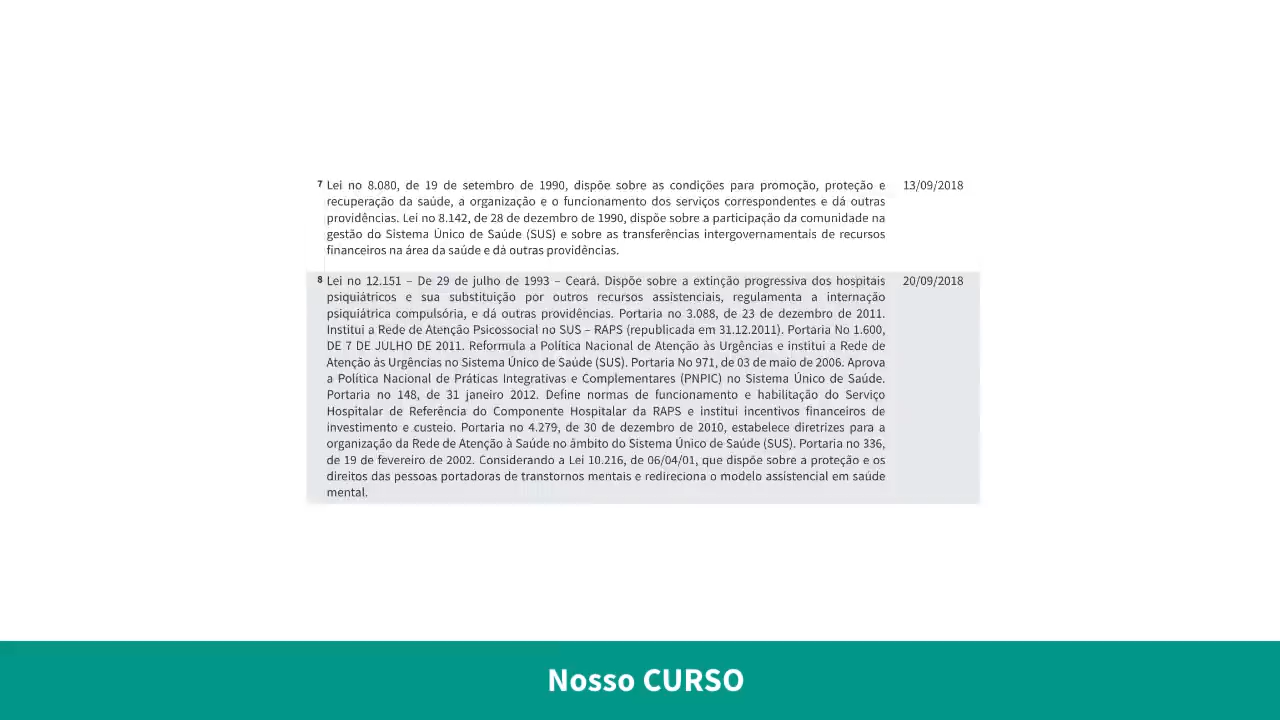 7 Lei no 8.080, de 19 de setembro de 1990, dispõe sobre as condições para promoção, proteção e 13/09/2018
recuperação da saúde, a organização e o funcionamento dos serviços correspondentes e dá outras
providências. Lei no 8.142, de 28 de dezembro de 1990, dispõe sobre a participação da comunidade na
gestão do Sistema Único de Saúde (SUS) e sobre as transferências intergovernamentais de recursos
financeiros na área da saúde e dá outras providências.
8 Lei no 12.151 – De 29 de julho de 1993 – Ceará. Dispõe sobre a extinção progressiva dos hospitais 20/09/2018
psiquiátricos e sua substituição por outros recursos assistenciais, regulamenta a internação
psiquiátrica compulsória, e dá outras providências. Portaria no 3.088, de 23 de dezembro de 2011.
Institui a Rede de Atenção Psicossocial no SUS – RAPS (republicada em 31.12.2011). Portaria No 1.600,
DE 7 DE JULHO DE 2011. Reformula a Política Nacional de Atenção às Urgências e institui a Rede de
Atenção às Urgências no Sistema Único de Saúde (SUS). Portaria No 971, de 03 de maio de 2006. Aprova
a Política Nacional de Práticas Integrativas e Complementares (PNPIC) no Sistema Único de Saúde.
Portaria no 148, de 31 janeiro 2012. Define normas de funcionamento e habilitação do Serviço
Hospitalar de Referência do Componente Hospitalar da RAPS e institui incentivos financeiros de
investimento e custeio. Portaria no 4.279, de 30 de dezembro de 2010, estabelece diretrizes para a
organização da Rede de Atenção à Saúde no âmbito do Sistema Único de Saúde (SUS). Portaria no 336,
de 19 de fevereiro de 2002. Considerando a Lei 10.216, de 06/04/01, que dispõe sobre a proteção e os
direitos das pessoas portadoras de transtornos mentais e redireciona o modelo assistencial em saúde
mental.
Nosso CURSO